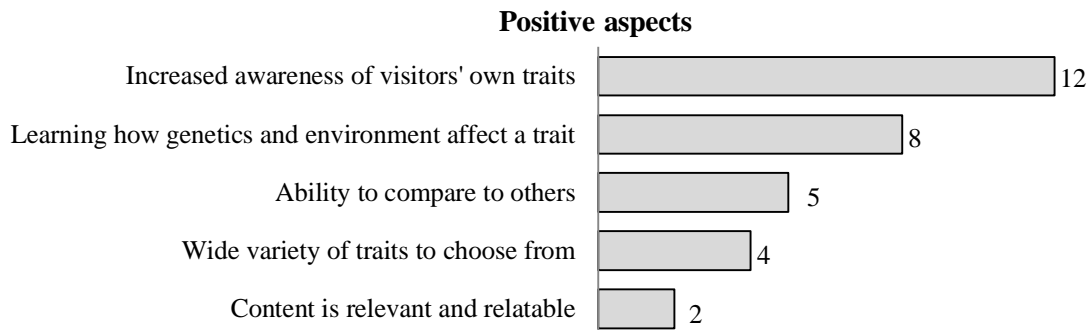 Positive aspects
Increased awareness of visitors' own traits 12
Learning how genetics and environment affect a trait 8
Ability to compare to others 5
Wide variety of traits to choose from 4
Content is relevant and relatable 2